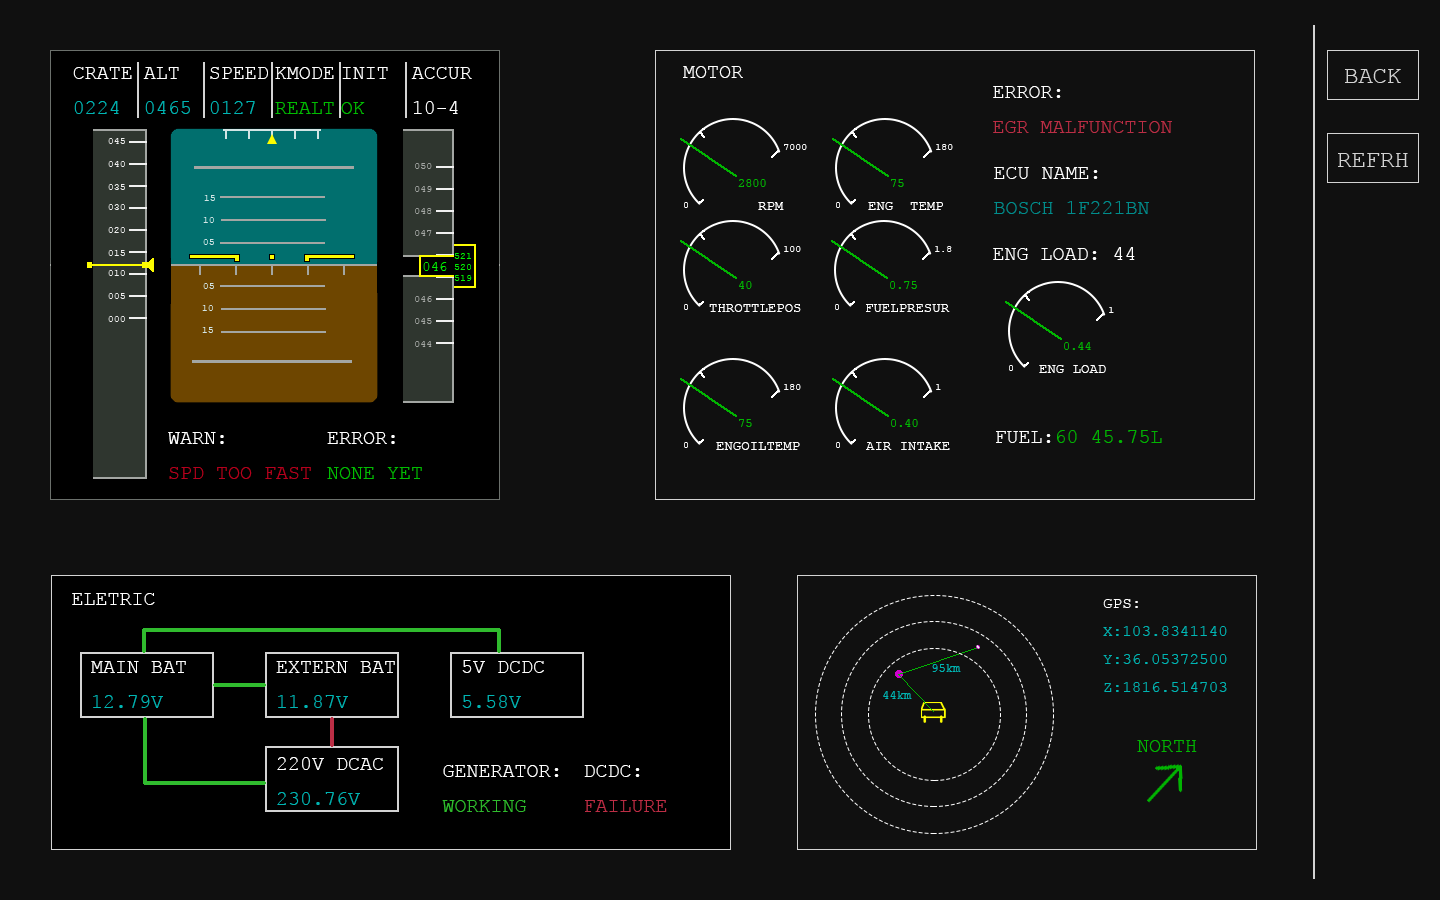 CRATE ALT SPEED KMODE INIT ACCUR
0224 0465 0127 REALT OK 10-4
045
040
035
030
020
015
010
005
000
15
10
05
05
10
15
050
049
048
047
046
521
520
519
046
045
044
WARN: ERROR:
SPD TOO FAST NONE YET
MOTOR
7000
2800
0 RPM
180
75
0 ENG TEMP
100
40
0 THROTTLEPOS
1.8
0.75
0 FUELPRESUR
180
75
0 ENGOILTEMP
1
0.40
0 AIR INTAKE
ERROR:
EGR MALFUNCTION
ECU NAME:
BOSCH 1F221BN
ENG LOAD: 44
1
0.44
0 ENG LOAD
FUEL:60 45.75L
BACK
REFRH
ELETRIC
MAIN BAT
12.79V
EXTERN BAT
11.87V
5V DCDC
5.58V
220V DCAC
230.76V
GENERATOR: DCDC:
WORKING FAILURE
95km
44km
GPS:
X:103.8341140
Y:36.05372500
Z:1816.514703
NORTH